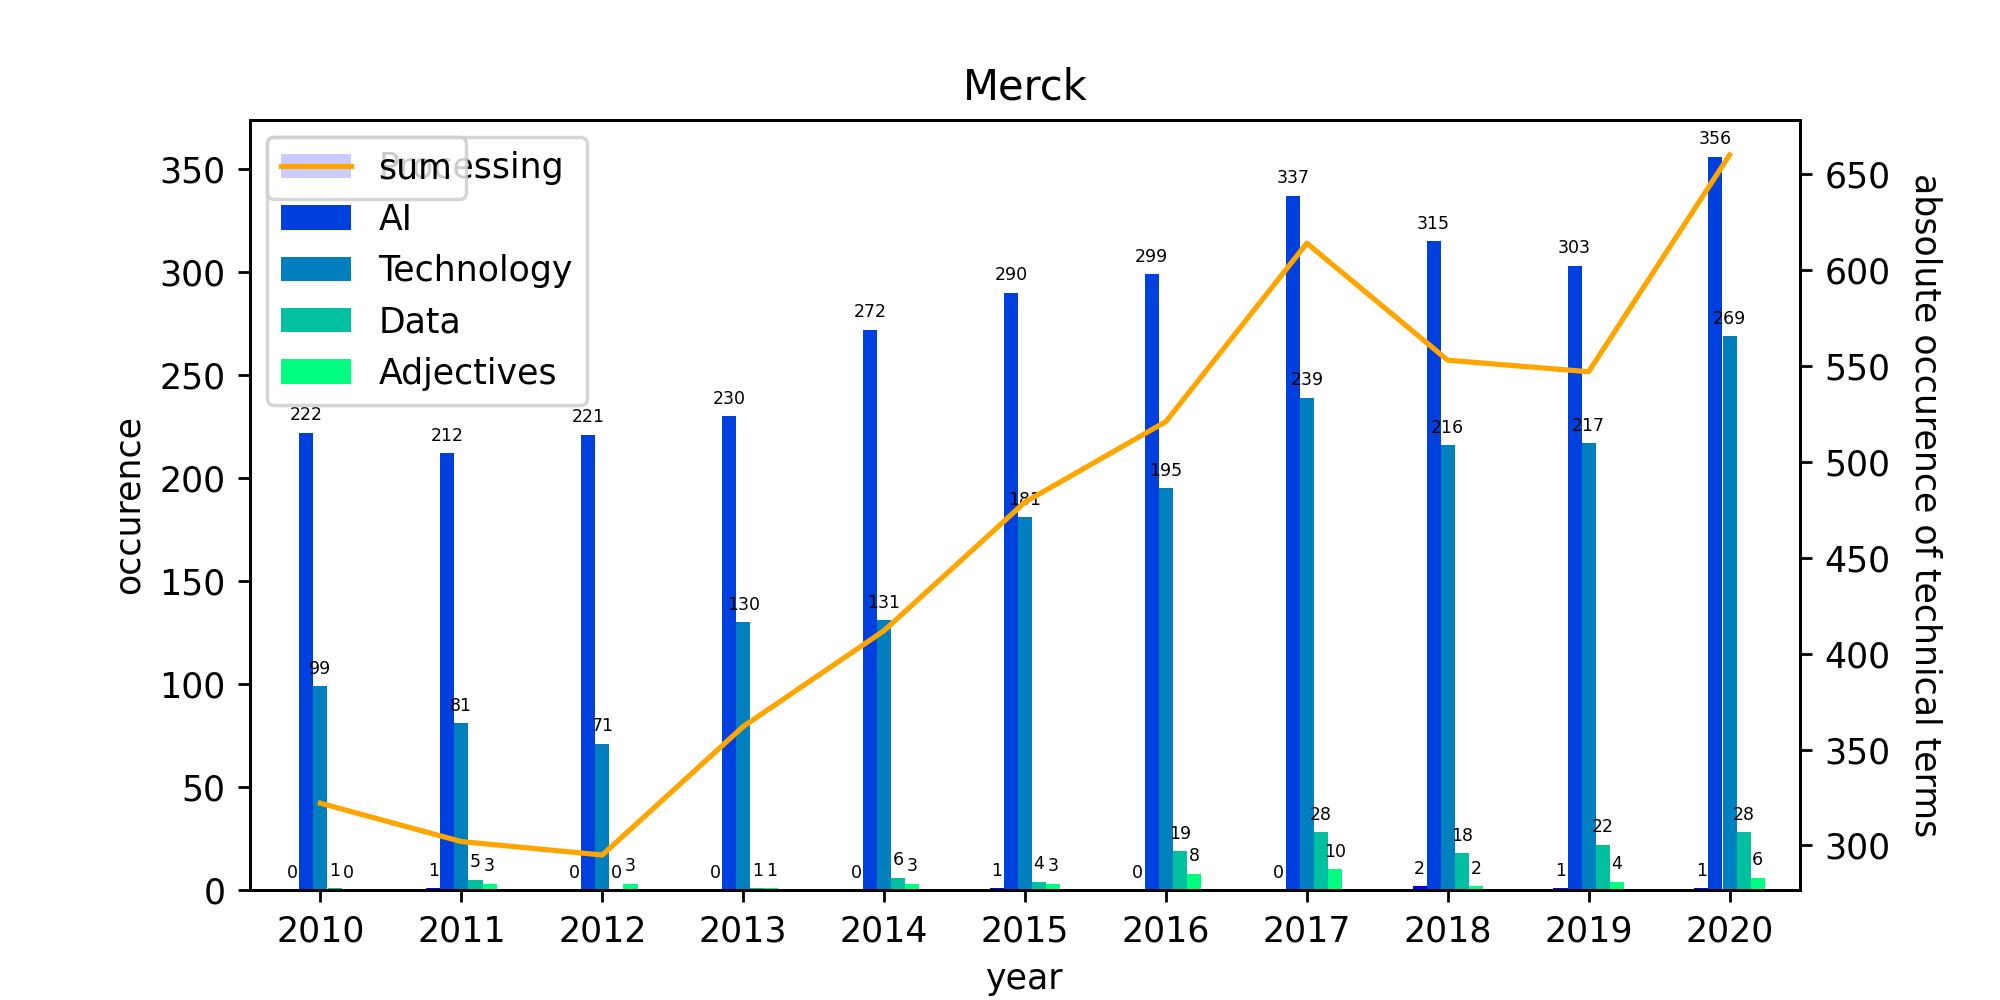 Merck
Processing
sum
AI
Technology
Data
Adjectives
350
300
250
200
150
100
50
0
occurence
650
600
550
500
450
400
350
300
absolute occurence of technical terms
0 222 99 1 0
1 212 81 5 3
0 221 71 0 3
0 230 130 1 1
0 272 131 6 3
1 290 181 4 3
0 299 195 19 8
0 337 239 28 10
2 315 216 18 2
1 303 217 22 4
1 356 269 28 6
2010 2011 2012 2013 2014 2015 2016 2017 2018 2019 2020
year